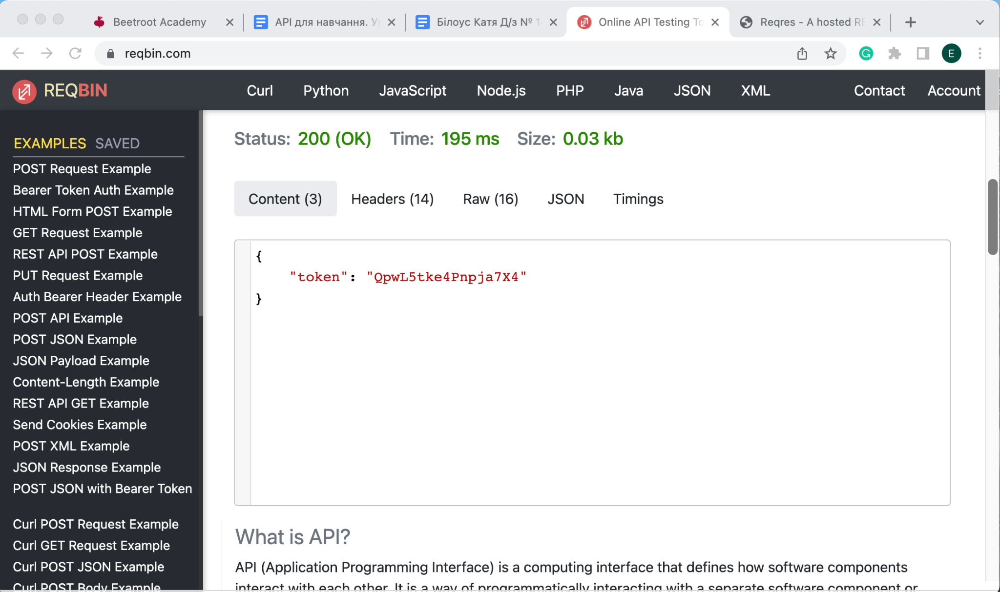 Beetroot Academy
API для навчання.
Білоус Катя Д/з №
Online API Testing
Reqres - A hosted
reqbin.com
E
REQBIN
Curl Python JavaScript Node.js PHP Java JSON XML Contact Account
EXAMPLES SAVED
POST Request Example
Bearer Token Auth Example
HTML Form POST Example
GET Request Example
REST API POST Example
PUT Request Example
Auth Bearer Header Example
POST API Example
POST JSON Example
JSON Payload Example
Content-Length Example
REST API GET Example
Send Cookies Example
POST XML Example
JSON Response Example
POST JSON with Bearer Token
Curl POST Request Example
Curl GET Request Example
Curl POST JSON Example
Curl POST Body Example
Status: 200 (OK) Time: 195 ms Size: 0.03 kb
Content (3) Headers (14) Raw (16) JSON Timings
{
"token": "QpwL5tke4Pnpja7X4"
}
What is API?
API (Application Programming Interface) is a computing interface that defines how software components
interact with each other. It is a way of programmatically interacting with a separate software component or